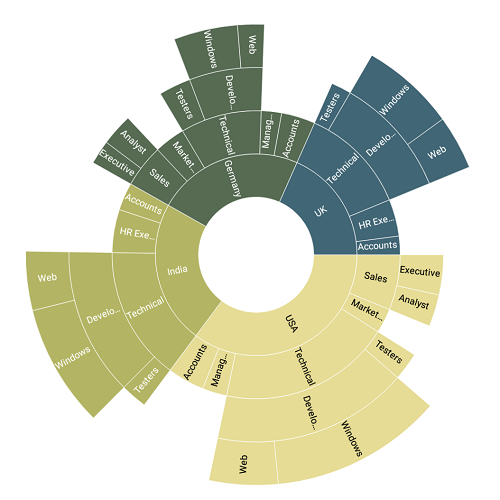 Windows
Web
Testers
Develo...
Market...
Technical
Manag...
Accounts
Analyst
Executive
Sales
Germany
Testers
Windows
Develo...
Web
Technical
UK
HR Exe...
Accounts
Accounts
HR Exe...
India
Technical
Web
Develo...
Windows
Testers
Sales
Executive
Analyst
Market...
Testers
USA
Technical
Accounts
Manag...
Develo...
Windows
Web